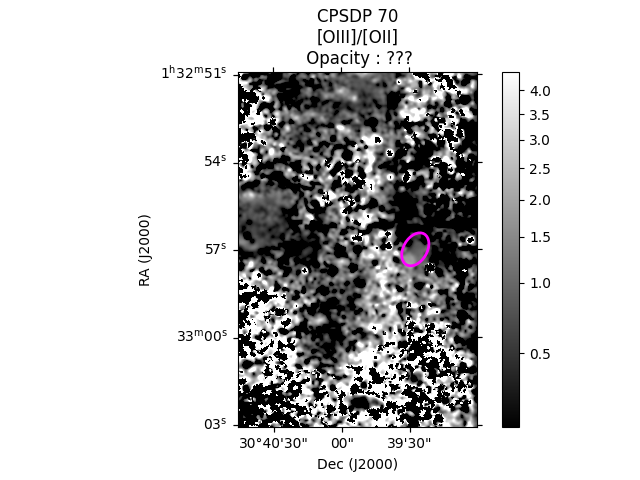 CPSDP 70
[OIII]/[OII]
Opacity : ???
RA (J2000)
1ʰ32ᵐ51ˢ
54ˢ
57ˢ
33ᵐ00ˢ
03ˢ
30°40'30" 00" 39'30"
Dec (J2000)
4.0
3.5
3.0
2.5
2.0
1.5
1.0
0.5